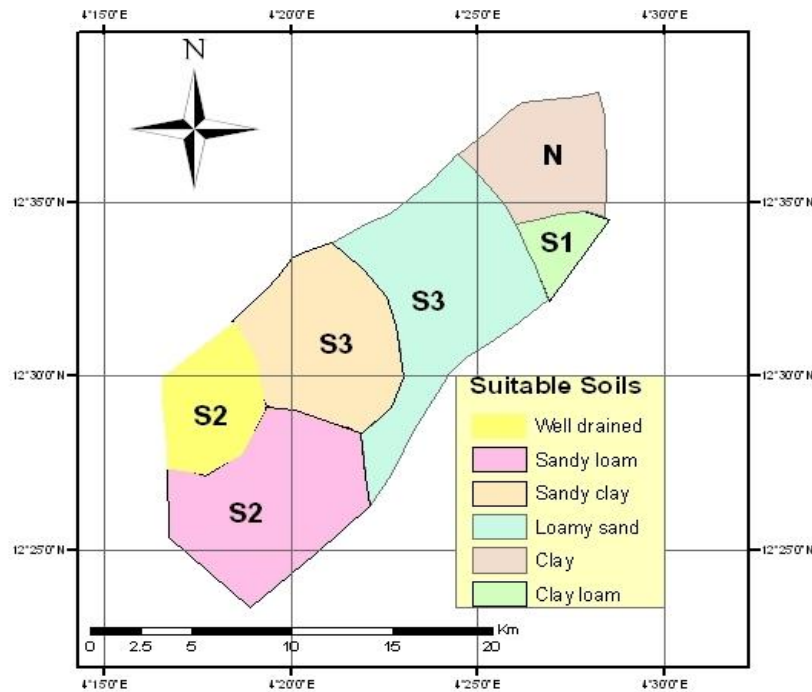 4°15'0"E 4°20'0"E 4°25'0"E 4°30'0"E
N
N
12°35'0"N 12°35'0"N
S1
S3
S3
12°30'0"N 12°30'0"N
Suitable Soils
S2
Well drained
Sandy loam
Sandy clay
S2
Loamy sand
12°25'0"N 12°25'0"N
Clay
Clay loam
Km
0 2.5 5 10 15 20
4°15'0"E 4°20'0"E 4°25'0"E 4°30'0"E